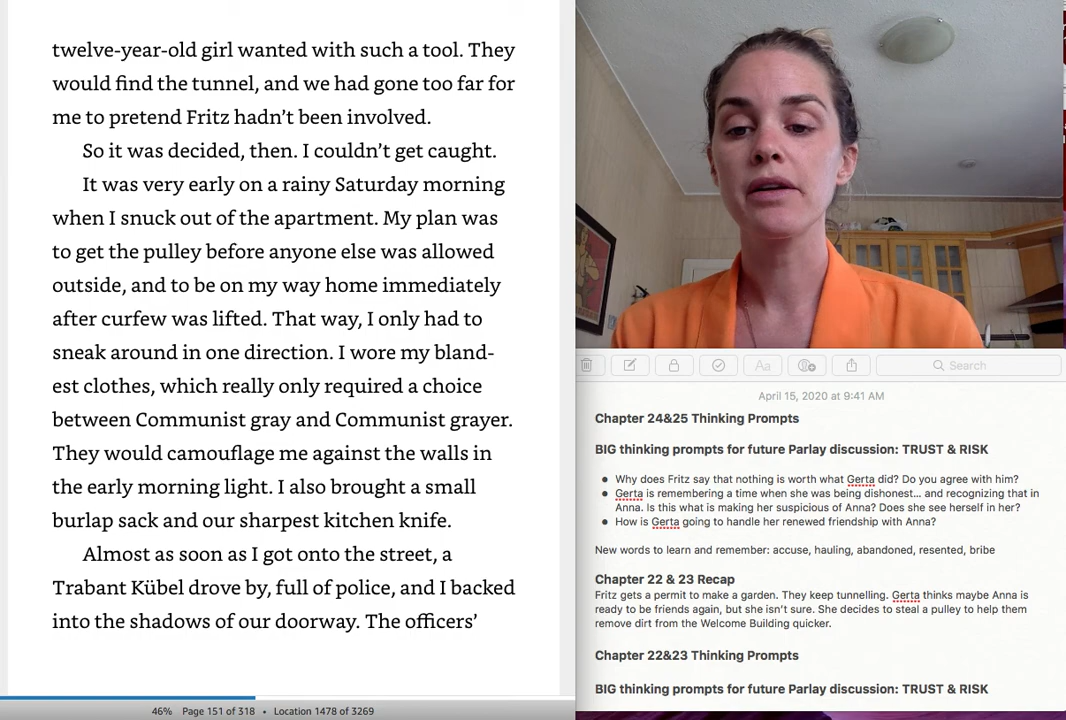 twelve-year-old girl wanted with such a tool. They
would find the tunnel, and we had gone too far for
me to pretend Fritz hadn't been involved.
So it was decided, then. I couldn't get caught.
It was very early on a rainy Saturday morning
when I snuck out of the apartment. My plan was
to get the pulley before anyone else was allowed
outside, and to be on my way home immediately
after curfew was lifted. That way, I only had to
sneak around in one direction. I wore my bland-
est clothes, which really only required a choice
between Communist gray and Communist grayer.
They would camouflage me against the walls in
the early morning light. I also brought a small
burlap sack and our sharpest kitchen knife.
Almost as soon as I got onto the street, a
Trabant Kübel drove by, full of police, and I backed
into the shadows of our doorway. The officers'
46% Page 151 of 318 • Location 1478 of 3269
Aa
Search
April 15, 2020 at 9:41 AM
Chapter 24&25 Thinking Prompts
BIG thinking prompts for future Parlay discussion: TRUST & RISK
• Why does Fritz say that nothing is worth what Gerta did? Do you agree with him?
• Gerta is remembering a time when she was being dishonest... and recognizing that in
Anna. Is this what is making her suspicious of Anna? Does she see herself in her?
• How is Gerta going to handle her renewed friendship with Anna?
New words to learn and remember: accuse, hauling, abandoned, resented, bribe
Chapter 22 & 23 Recap
Fritz gets a permit to make a garden. They keep tunnelling. Gerta thinks maybe Anna is
ready to be friends again, but she isn't sure. She decides to steal a pulley to help them
remove dirt from the Welcome Building quicker.
Chapter 22&23 Thinking Prompts
BIG thinking prompts for future Parlay discussion: TRUST & RISK